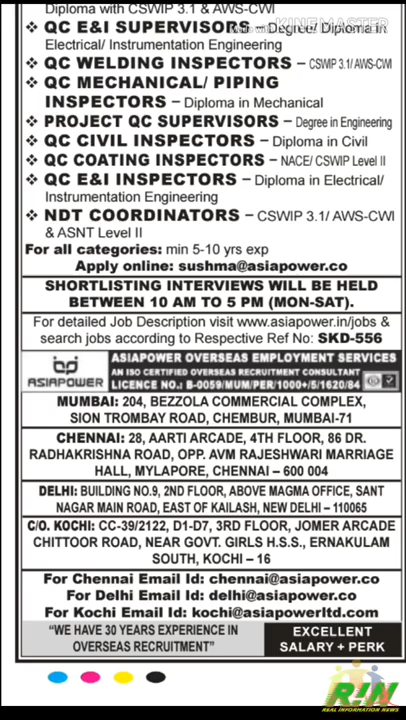 Diploma with CSWIP 3.1 & AWS-CWI
❖ QC E&I SUPERVISORS – Degree/ Diploma in
KINEMASTER
Electrical/ Instrumentation Engineering
❖ QC WELDING INSPECTORS – CSWIP 3.1/ AWS-CWI
❖ QC MECHANICAL/ PIPING
INSPECTORS – Diploma in Mechanical
❖ PROJECT QC SUPERVISORS – Degree in Engineering
❖ QC CIVIL INSPECTORS – Diploma in Civil
❖ QC COATING INSPECTORS – NACE/ CSWIP Level II
❖ QC E&I INSPECTORS – Diploma in Electrical/
Instrumentation Engineering
❖ NDT COORDINATORS – CSWIP 3.1/ AWS-CWI
& ASNT Level II
For all categories: min 5-10 yrs exp
Apply online: sushma@asiapower.co
SHORTLISTING INTERVIEWS WILL BE HELD
BETWEEN 10 AM TO 5 PM (MON-SAT).
For detailed Job Description visit www.asiapower.in/jobs &
search jobs according to Respective Ref No: SKD-556
ASIAPOWER
ASIAPOWER OVERSEAS EMPLOYMENT SERVICES
AN ISO CERTIFIED OVERSEAS RECRUITMENT CONSULTANT
LICENCE NO.: B-0059/MUM/PER/1000+/5/1620/84
MUMBAI: 204, BEZZOLA COMMERCIAL COMPLEX,
SION TROMBAY ROAD, CHEMBUR, MUMBAI-71
CHENNAI: 28, AARTI ARCADE, 4TH FLOOR, 86 DR.
RADHAKRISHNA ROAD, OPP. AVM RAJESHWARI MARRIAGE
HALL, MYLAPORE, CHENNAI – 600 004
DELHI: BUILDING NO.9, 2ND FLOOR, ABOVE MAGMA OFFICE, SANT
NAGAR MAIN ROAD, EAST OF KAILASH, NEW DELHI – 110065
C/O. KOCHI: CC-39/2122, D1-D7, 3RD FLOOR, JOMER ARCADE
CHITTOOR ROAD, NEAR GOVT. GIRLS H.S.S., ERNAKULAM
SOUTH, KOCHI – 16
For Chennai Email Id: chennai@asiapower.co
For Delhi Email Id: delhi@asiapower.co
For Kochi Email Id: kochi@asiapowerltd.com
"WE HAVE 30 YEARS EXPERIENCE IN
OVERSEAS RECRUITMENT"
EXCELLENT
SALARY + PERK
RIN
REAL INFORMATION NEWS